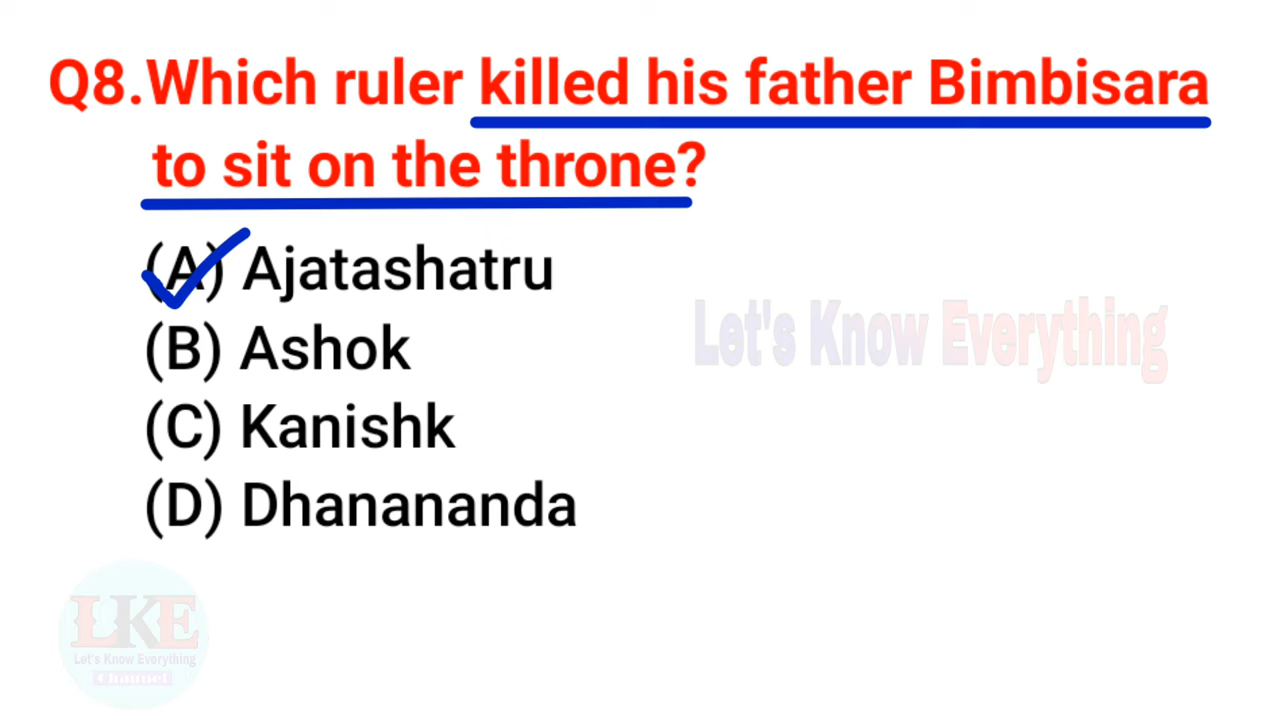 Q8.Which ruler killed his father Bimbisara
to sit on the throne?
(A) Ajatashatru
(B) Ashok
(C) Kanishk
(D) Dhanananda
Let's Know Everything
LKE
Let's Know Everything
Channel